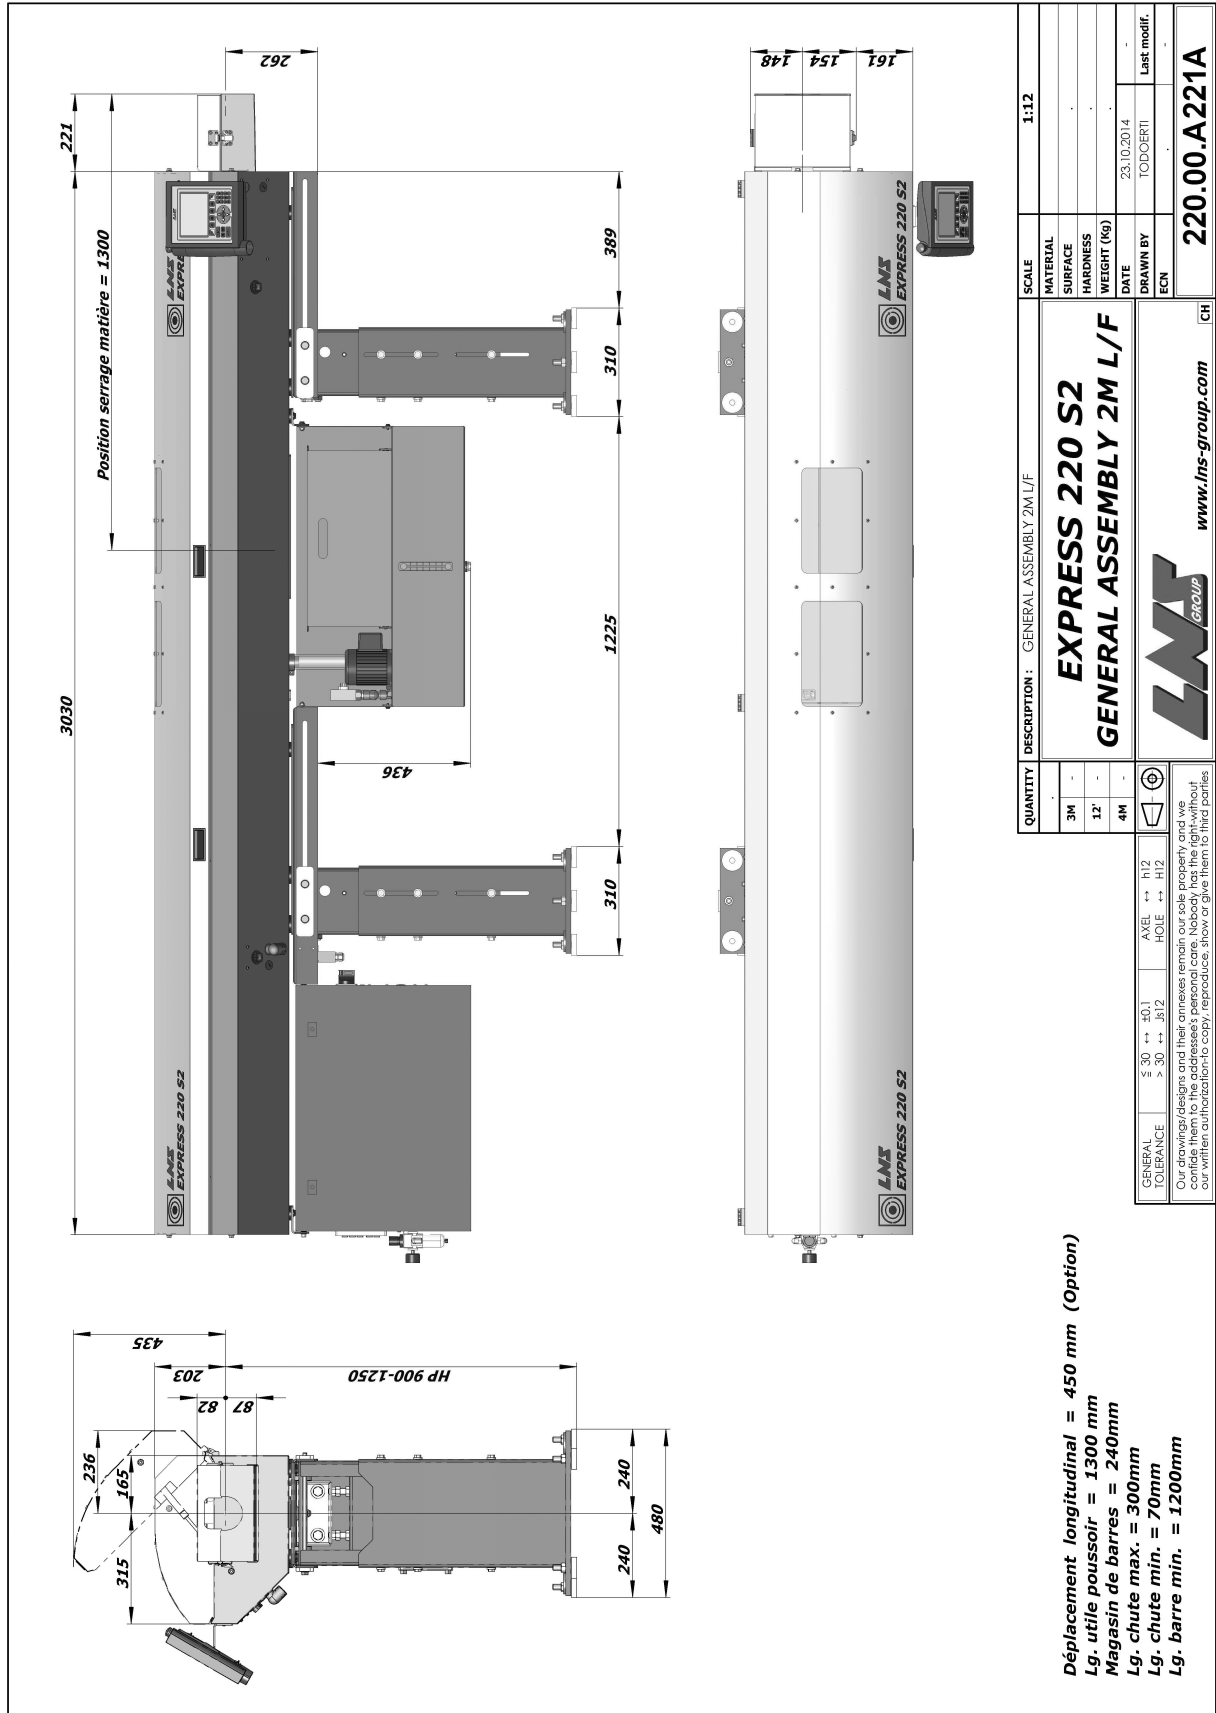 221
3030
Position serrage matière = 1300
262
389
310
1225
310
436
LNS
EXPRE
LNS
EXPRESS 220 S2
148
154
161
LNS
EXPRESS 220 S2
LNS
EXPRESS 220 S2
435
203
HP 900-1250
82
87
236
165
315
240
240
480
Déplacement longitudinal = 450 mm (Option)
Lg. utile poussoir = 1300 mm
Magasin de barres = 240mm
Lg. chute max. = 300mm
Lg. chute min. = 70mm
Lg. barre min. = 1200mm
QUANTITY
.
3M -
12' -
4M -
DESCRIPTION : GENERAL ASSEMBLY 2M L/F
EXPRESS 220 S2
GENERAL ASSEMBLY 2M L/F
SCALE 1:12
MATERIAL
SURFACE .
HARDNESS .
WEIGHT (Kg) .
DATE 23.10.2014 -
DRAWN BY TODOERTI Last modif.
ECN . -
220.00.A221A
LNS
GROUP
www.lns-group.com
CH
GENERAL
TOLERANCE
≤ 30 ↔ ±0.1
> 30 ↔ Js12
AXEL ↔ h12
HOLE ↔ H12
Our drawings/designs and their annexes remain our sole property and we
confide them to the addressee's personal care. Nobody has the right-without
our written authorization-to copy, reproduce, show or give them to third parties